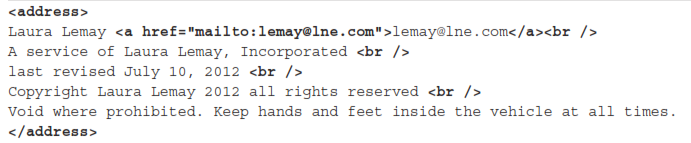 <address>
Laura Lemay <a href="mailto:lemay@lne.com">lemay@lne.com</a><br />
A service of Laura Lemay, Incorporated <br />
last revised July 10, 2012 <br />
Copyright Laura Lemay 2012 all rights reserved <br />
Void where prohibited. Keep hands and feet inside the vehicle at all times.
</address>